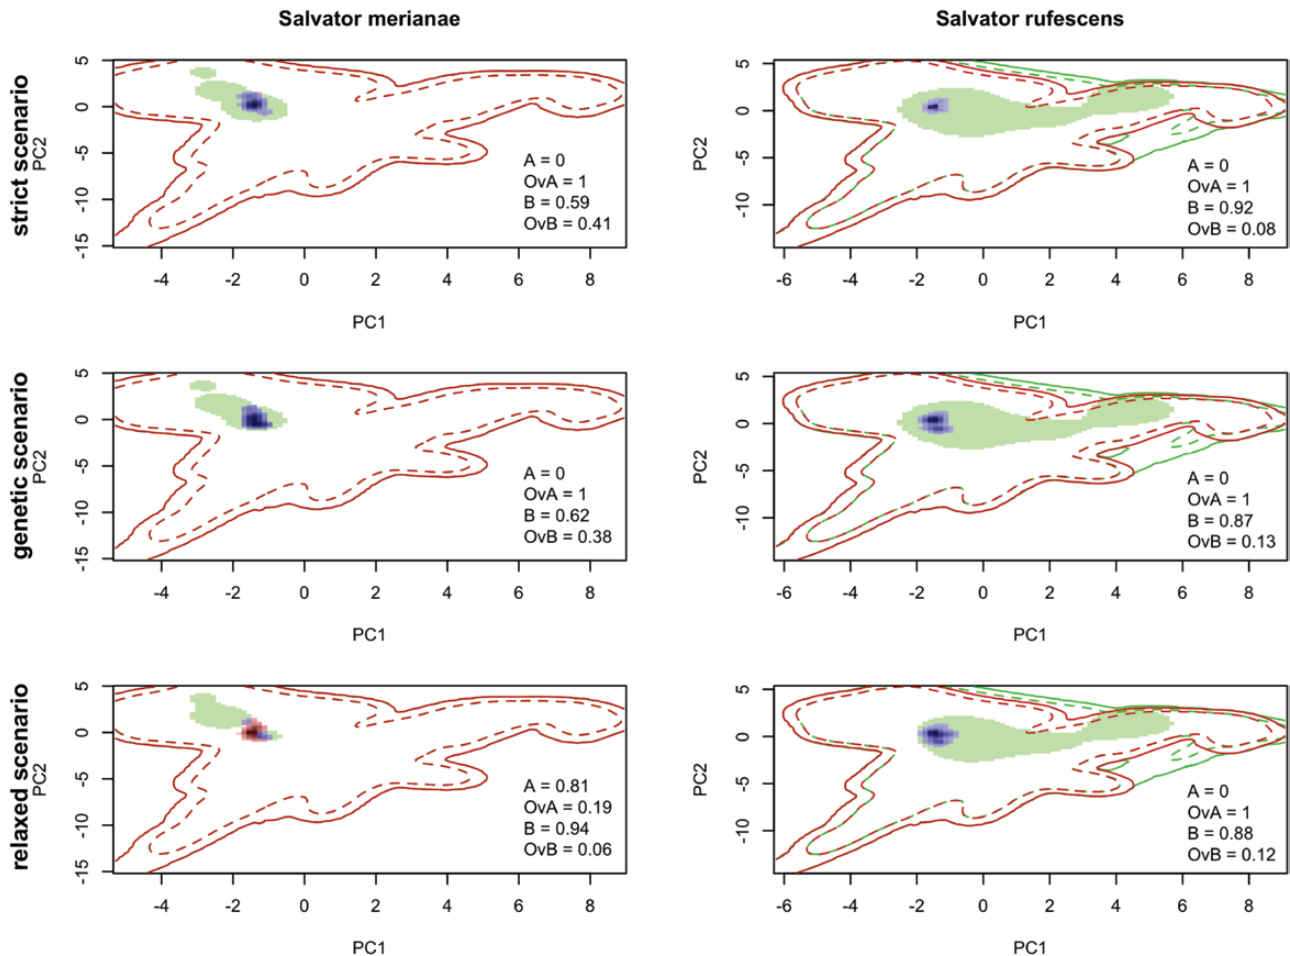 Salvator merianae
Salvator rufescens
strict scenario
PC2
5
0
-5
-10
-15
A = 0
OvA = 1
B = 0.59
OvB = 0.41
-4
-2
0
2
4
6
8
PC1
PC2
5
0
-5
-10
A = 0
OvA = 1
B = 0.92
OvB = 0.08
-6
-4
-2
0
2
4
6
8
PC1
genetic scenario
PC2
5
0
-5
-10
-15
A = 0
OvA = 1
B = 0.62
OvB = 0.38
-4
-2
0
2
4
6
8
PC1
PC2
5
0
-5
-10
A = 0
OvA = 1
B = 0.87
OvB = 0.13
-6
-4
-2
0
2
4
6
8
PC1
relaxed scenario
PC2
5
0
-5
-10
-15
A = 0.81
OvA = 0.19
B = 0.94
OvB = 0.06
-4
-2
0
2
4
6
8
PC1
PC2
5
0
-5
-10
A = 0
OvA = 1
B = 0.88
OvB = 0.12
-6
-4
-2
0
2
4
6
8
PC1